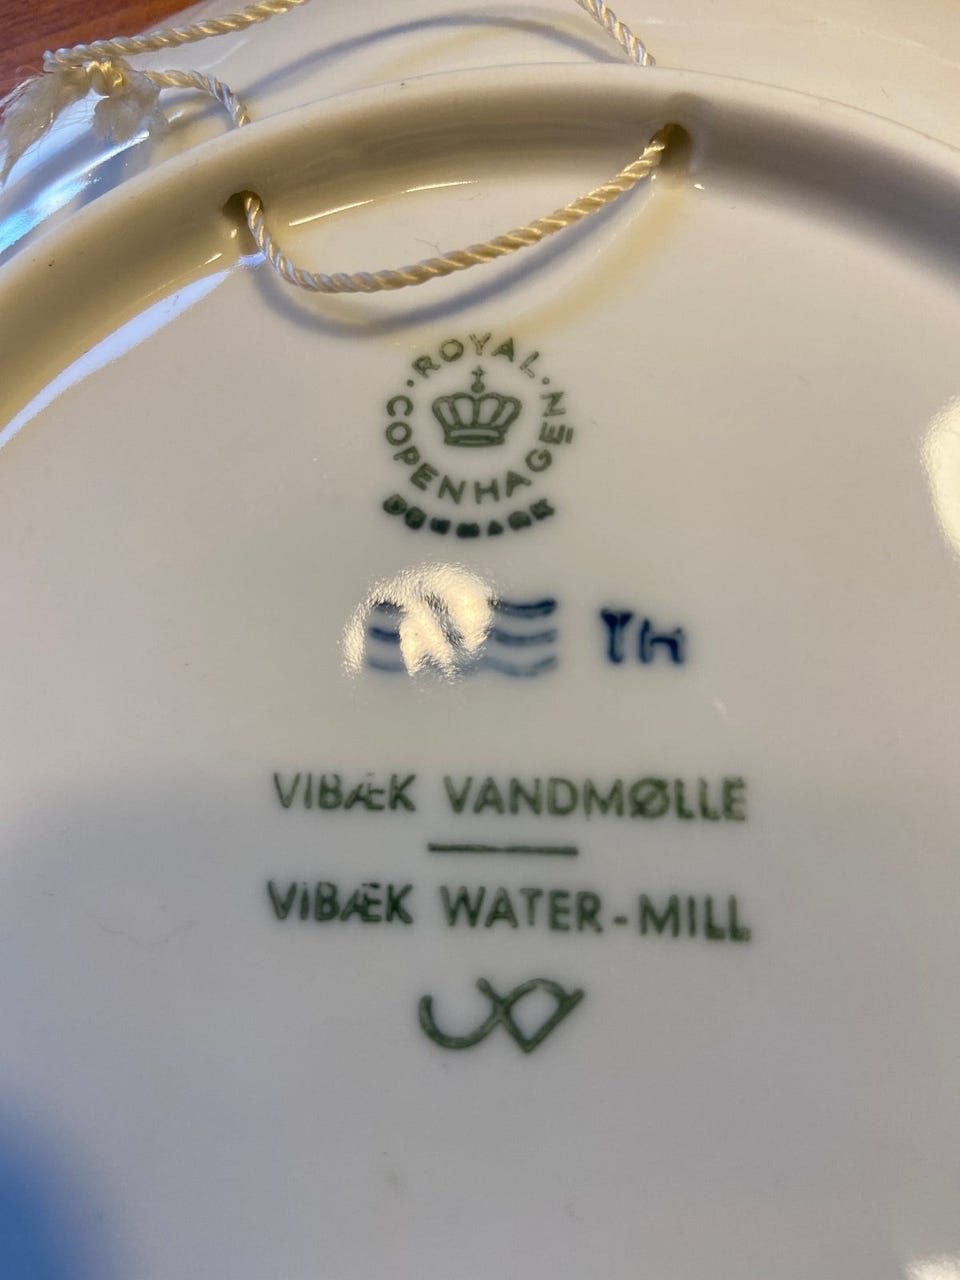 ROYAL · COPENHAGEN ·
DENMARK
VIBÆK VANDMØLLE
VIBÆK WATER-MILL